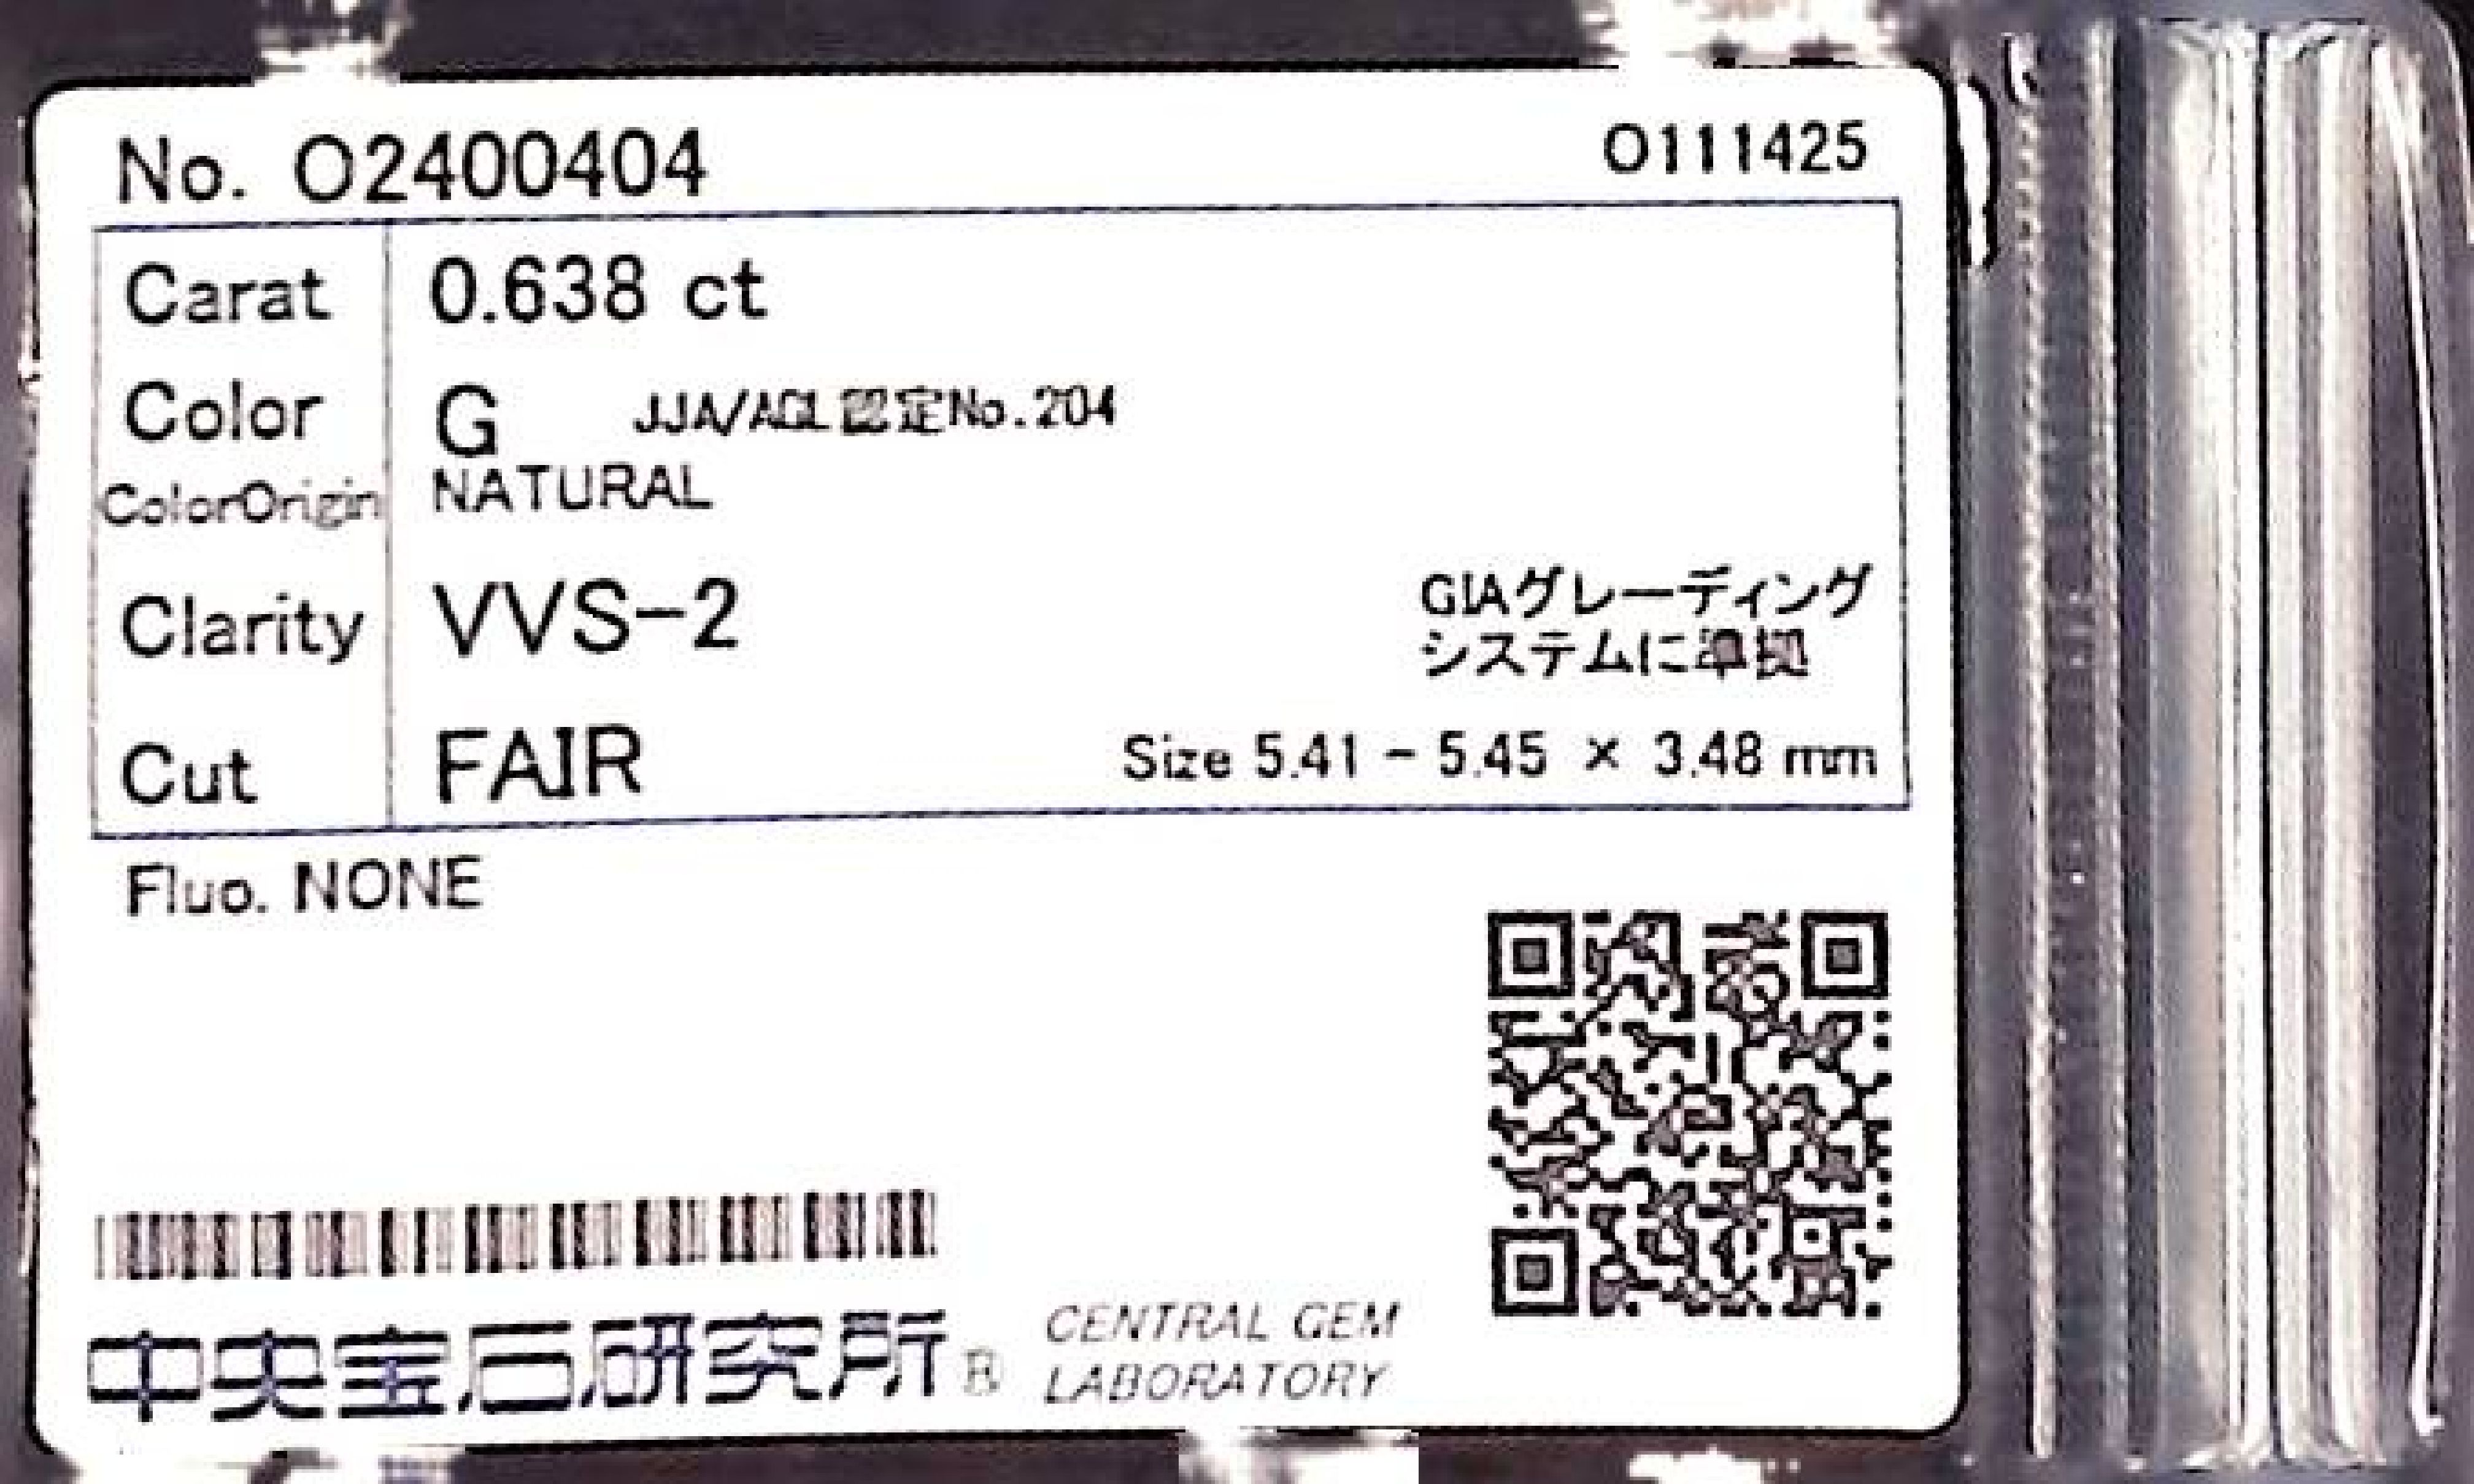 No. O2400404
O111425
Carat 0.638 ct
Color G JJA/AGL認定No.204
ColorOrigin NATURAL
Clarity VVS-2
GIAグレーディング
システムに準拠
Cut FAIR
Size 5.41 - 5.45 × 3.48 mm
Fluo. NONE
中央宝石研究所®
CENTRAL GEM
LABORATORY